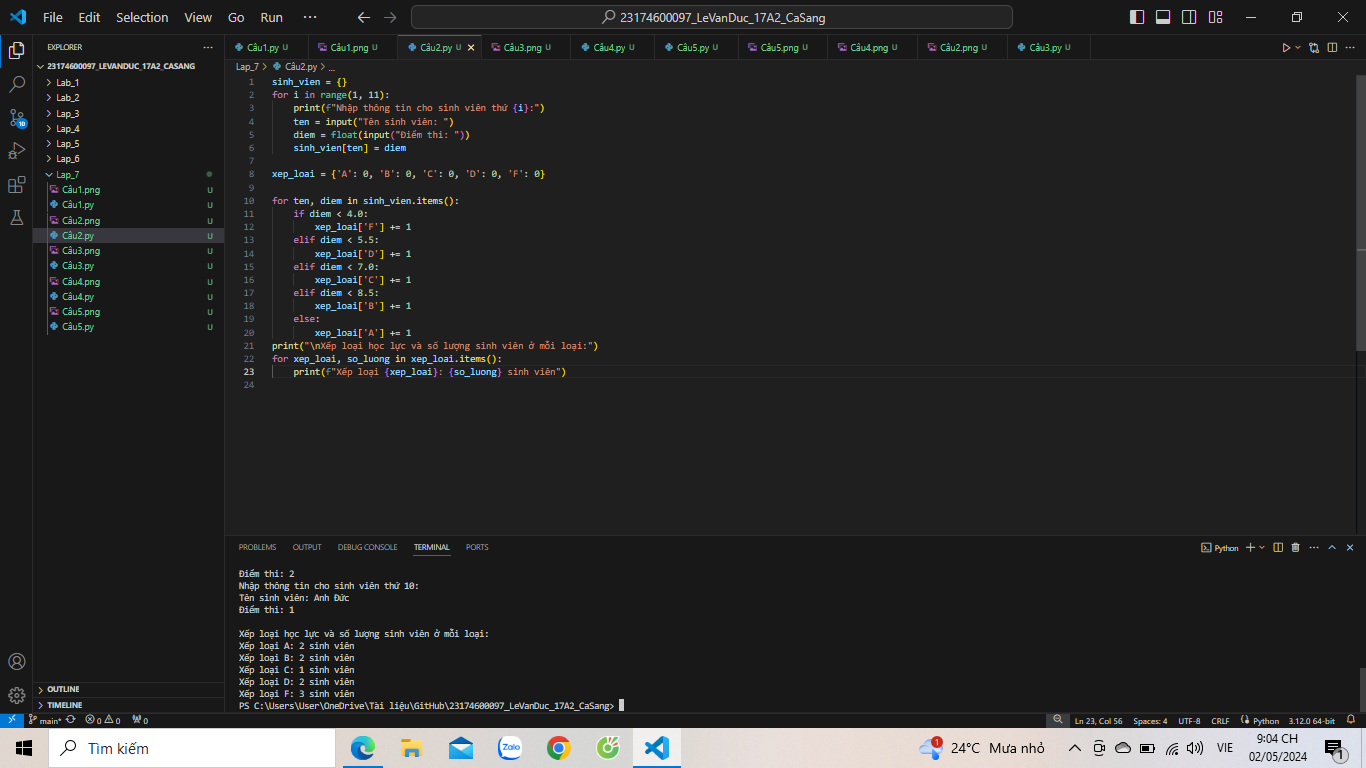 File Edit Selection View Go Run ⋯
23174600097_LeVanDuc_17A2_CaSang
EXPLORER
23174600097_LEVANDUC_17A2_CASANG
Lab_1
Lab_2
Lap_3
Lap_4
Lap_5
Lap_6
Lap_7
Câu1.png U
Câu1.py U
Câu2.png U
Câu2.py U
Câu3.png U
Câu3.py U
Câu4.png U
Câu4.py U
Câu5.png U
Câu5.py U
OUTLINE
TIMELINE
10
Câu1.py U Câu1.png U Câu2.py U Câu3.png U Câu4.py U Câu5.py U Câu5.png U Câu4.png U Câu2.png U Câu3.py U
Lap_7 > Câu2.py > ...
1 sinh_vien = {}
2 for i in range(1, 11):
3     print(f"Nhập thông tin cho sinh viên thứ {i}:")
4     ten = input("Tên sinh viên: ")
5     diem = float(input("Điểm thi: "))
6     sinh_vien[ten] = diem
7
8 xep_loai = {'A': 0, 'B': 0, 'C': 0, 'D': 0, 'F': 0}
9
10 for ten, diem in sinh_vien.items():
11     if diem < 4.0:
12         xep_loai['F'] += 1
13     elif diem < 5.5:
14         xep_loai['D'] += 1
15     elif diem < 7.0:
16         xep_loai['C'] += 1
17     elif diem < 8.5:
18         xep_loai['B'] += 1
19     else:
20         xep_loai['A'] += 1
21 print("\nXếp loại học lực và số lượng sinh viên ở mỗi loại:")
22 for xep_loai, so_luong in xep_loai.items():
23     print(f"Xếp loại {xep_loai}: {so_luong} sinh viên")
24
PROBLEMS OUTPUT DEBUG CONSOLE TERMINAL PORTS
Python
Điểm thi: 2
Nhập thông tin cho sinh viên thứ 10:
Tên sinh viên: Anh Đức
Điểm thi: 1
Xếp loại học lực và số lượng sinh viên ở mỗi loại:
Xếp loại A: 2 sinh viên
Xếp loại B: 2 sinh viên
Xếp loại C: 1 sinh viên
Xếp loại D: 2 sinh viên
Xếp loại F: 3 sinh viên
PS C:\Users\User\OneDrive\Tài liệu\GitHub\23174600097_LeVanDuc_17A2_CaSang>
main* 0 0 0 Ln 23, Col 56 Spaces: 4 UTF-8 CRLF Python 3.12.0 64-bit
Tìm kiếm
Zalo
1
24°C Mưa nhỏ
VIE
9:04 CH
02/05/2024
1